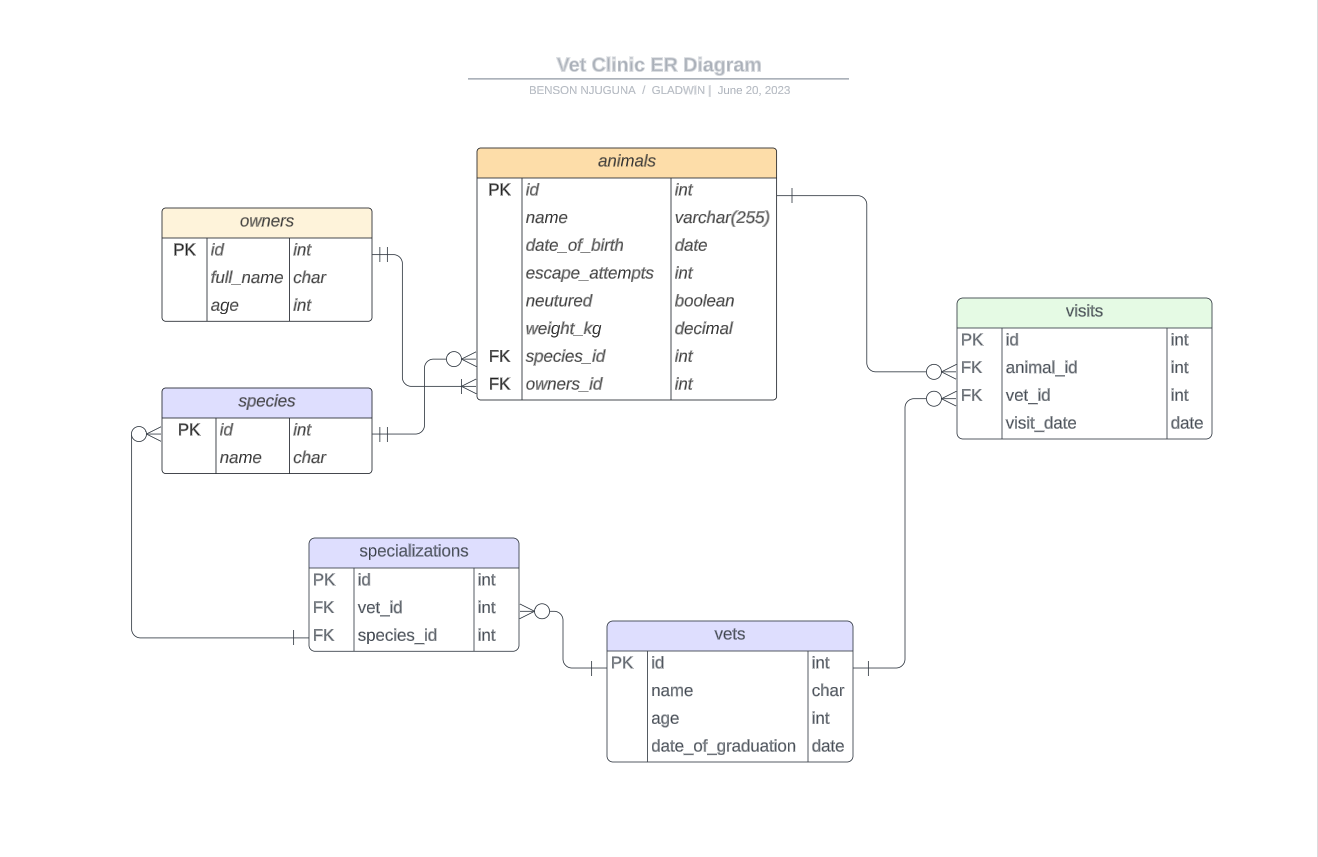 Vet Clinic ER Diagram
BENSON NJUGUNA / GLADWIN | June 20, 2023
animals
PK id int
name varchar(255)
date_of_birth date
escape_attempts int
neutured boolean
weight_kg decimal
FK species_id int
FK owners_id int
owners
PK id int
full_name char
age int
visits
PK id int
FK animal_id int
FK vet_id int
visit_date date
species
PK id int
name char
specializations
PK id int
FK vet_id int
FK species_id int
vets
PK id int
name char
age int
date_of_graduation date